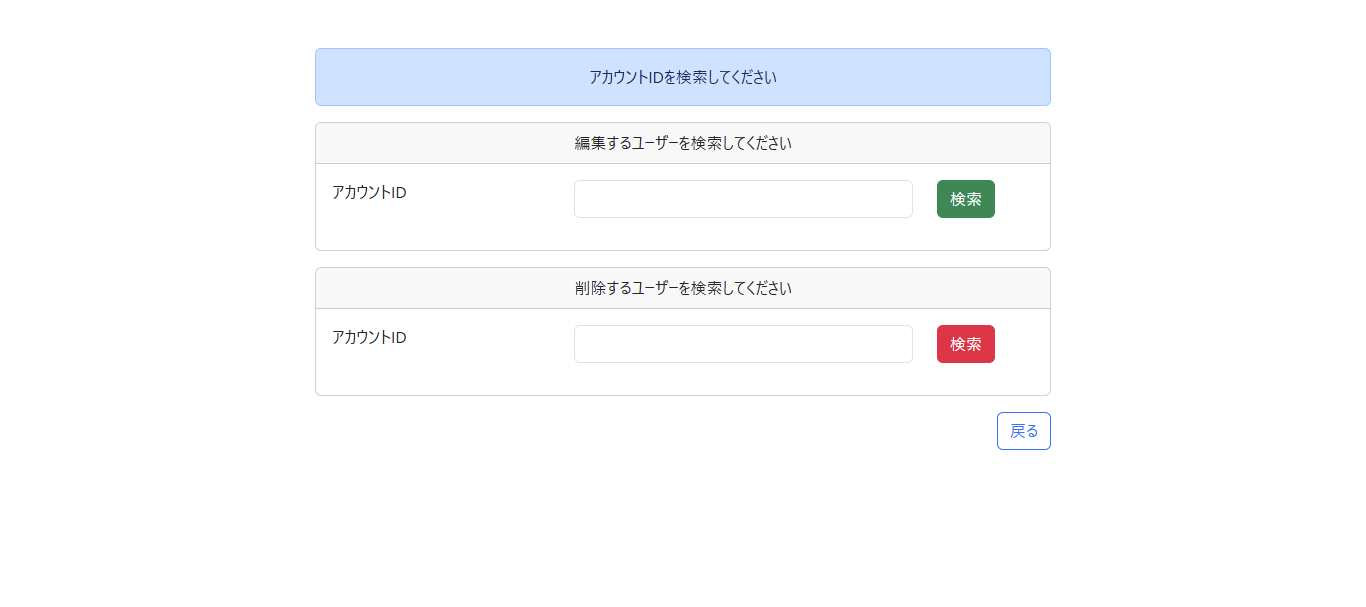 アカウントIDを検索してください
編集するユーザーを検索してください
アカウントID
検索
削除するユーザーを検索してください
アカウントID
検索
戻る